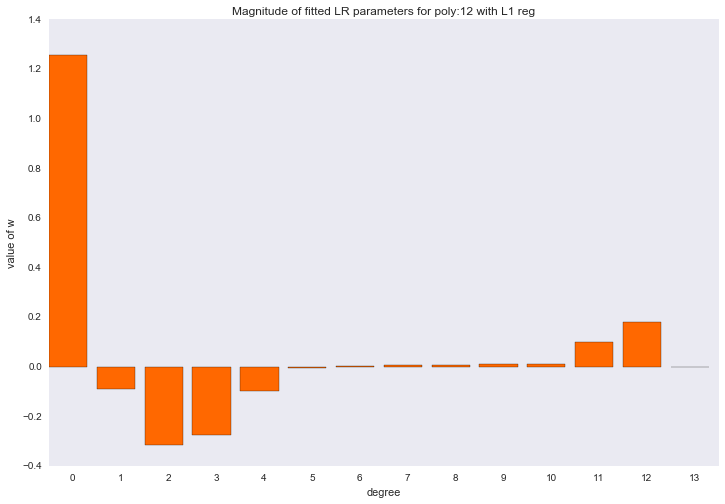 Magnitude of fitted LR parameters for poly:12 with L1 reg
1.4
1.2
1.0
0.8
0.6
0.4
0.2
0.0
−0.2
−0.4
value of w
0 1 2 3 4 5 6 7 8 9 10 11 12 13
degree